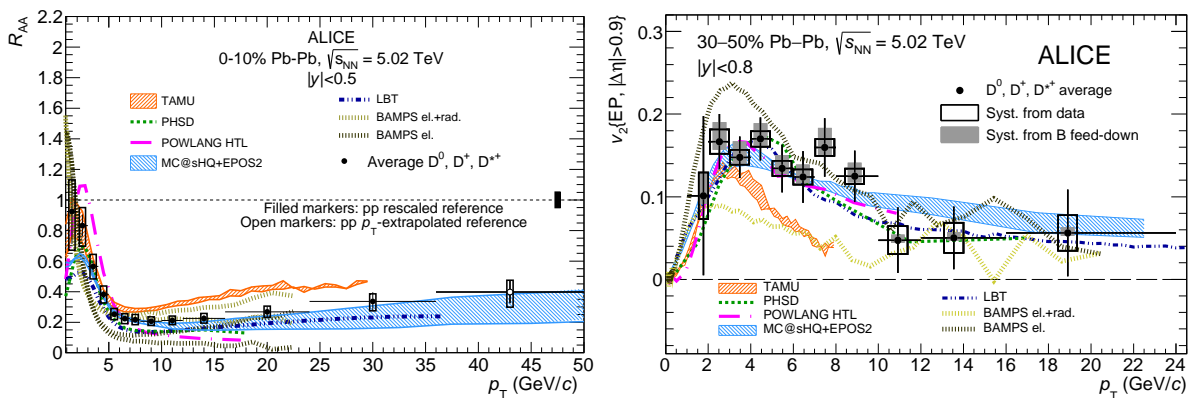 R_AA
2.2
2
1.8
1.6
1.4
1.2
1
0.8
0.6
0.4
0.2
0
ALICE
0-10% Pb-Pb, √s_NN = 5.02 TeV
|y|<0.5
TAMU
PHSD
POWLANG HTL
MC@sHQ+EPOS2
LBT
BAMPS el.+rad.
BAMPS el.
Average D⁰, D⁺, D*⁺
Filled markers: pp rescaled reference
Open markers: pp p_T-extrapolated reference
5 10 15 20 25 30 35 40 45 50
p_T (GeV/c)
v₂{EP, |Δη|>0.9}
0.3
0.2
0.1
0
30–50% Pb–Pb, √s_NN = 5.02 TeV
|y|<0.8
ALICE
D⁰, D⁺, D*⁺ average
Syst. from data
Syst. from B feed-down
TAMU
PHSD
POWLANG HTL
MC@sHQ+EPOS2
LBT
BAMPS el.+rad.
BAMPS el.
0 2 4 6 8 10 12 14 16 18 20 22 24
p_T (GeV/c)